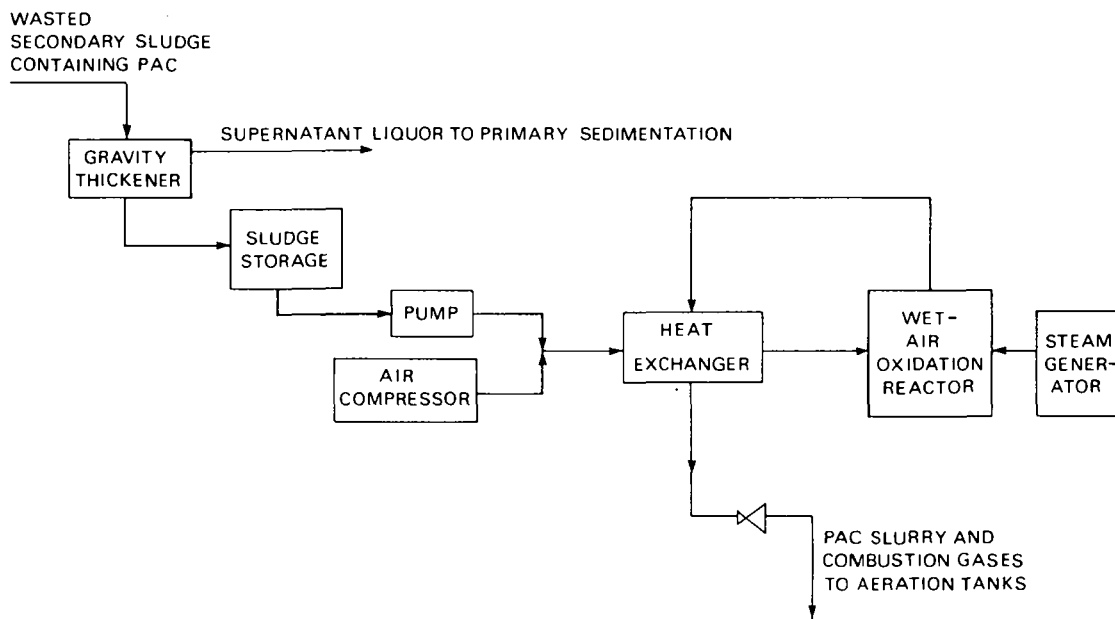 WASTED
SECONDARY SLUDGE
CONTAINING PAC
SUPERNATANT LIQUOR TO PRIMARY SEDIMENTATION
GRAVITY
THICKENER
SLUDGE
STORAGE
PUMP
AIR
COMPRESSOR
HEAT
EXCHANGER
WET-
AIR
OXIDATION
REACTOR
STEAM
GENER-
ATOR
PAC SLURRY AND
COMBUSTION GASES
TO AERATION TANKS